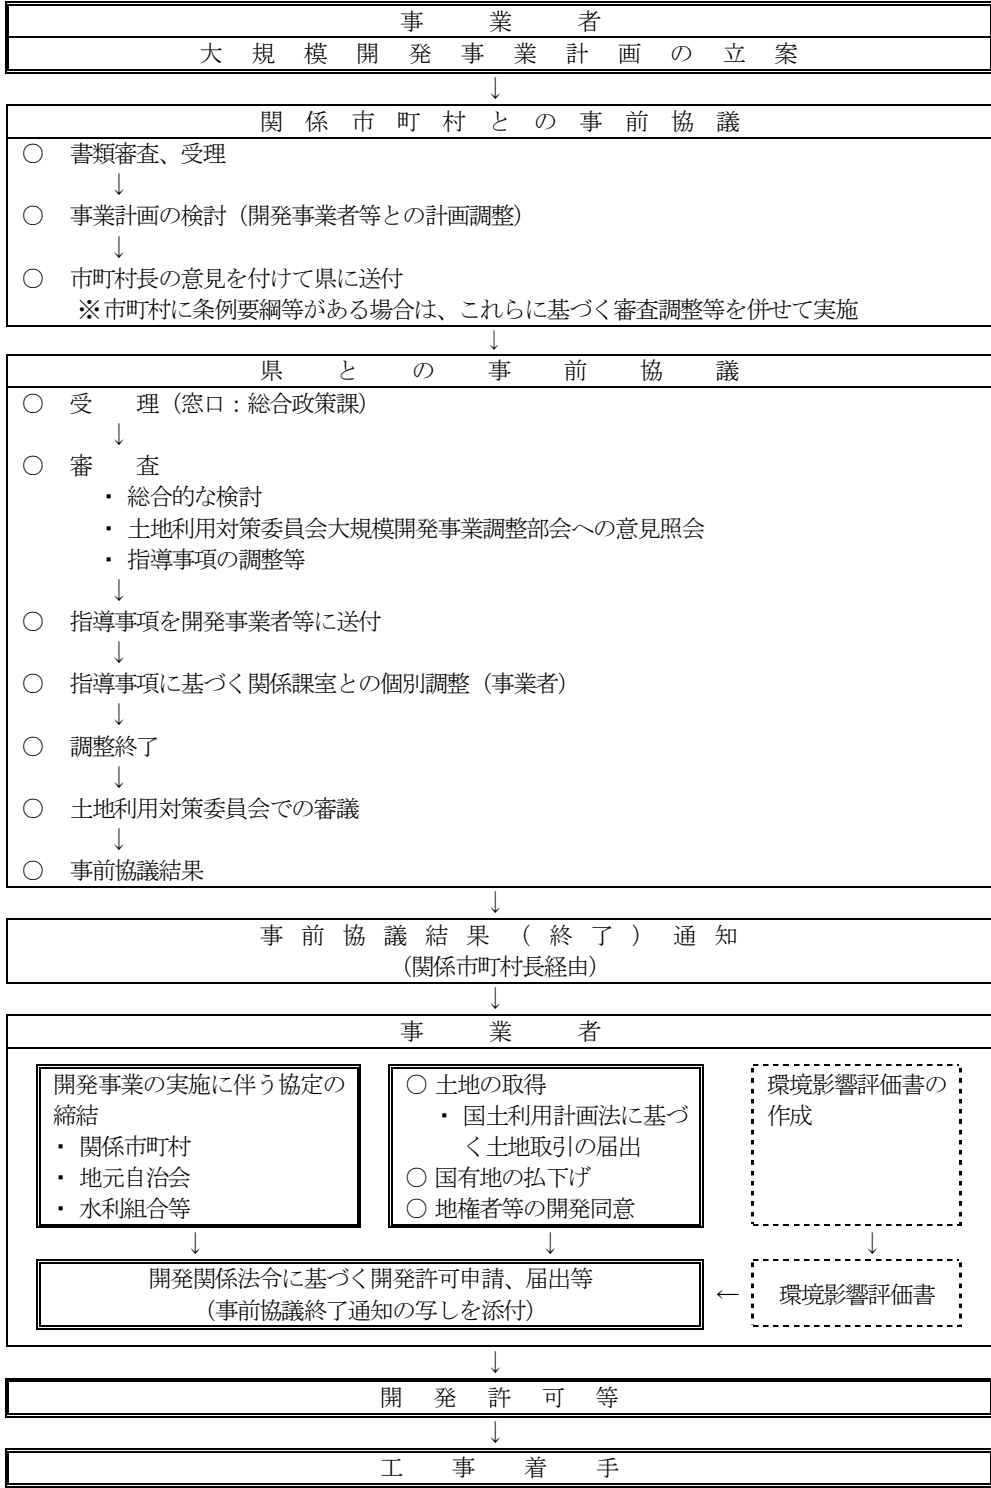 事業者
大規模開発事業計画の立案
↓
関係市町村との事前協議
○ 書類審査、受理
↓
○ 事業計画の検討（開発事業者等との計画調整）
↓
○ 市町村長の意見を付けて県に送付
※市町村に条例要綱等がある場合は、これらに基づく審査調整等を併せて実施
↓
県との事前協議
○ 受　理（窓口：総合政策課）
↓
○ 審　査
・ 総合的な検討
・ 土地利用対策委員会大規模開発事業調整部会への意見照会
・ 指導事項の調整等
↓
○ 指導事項を開発事業者等に送付
↓
○ 指導事項に基づく関係課室との個別調整（事業者）
↓
○ 調整終了
↓
○ 土地利用対策委員会での審議
↓
○ 事前協議結果
↓
事前協議結果（終了）通知
（関係市町村長経由）
↓
事業者
開発事業の実施に伴う協定の
締結
・ 関係市町村
・ 地元自治会
・ 水利組合等
○ 土地の取得
・ 国土利用計画法に基づ
く土地取引の届出
○ 国有地の払下げ
○ 地権者等の開発同意
環境影響評価書の
作成
↓ ↓ ↓
開発関係法令に基づく開発許可申請、届出等
（事前協議終了通知の写しを添付）
←
環境影響評価書
↓
開発許可等
↓
工事着手